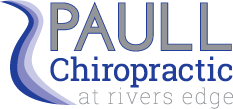 PAULL
Chiropractic
at rivers edge